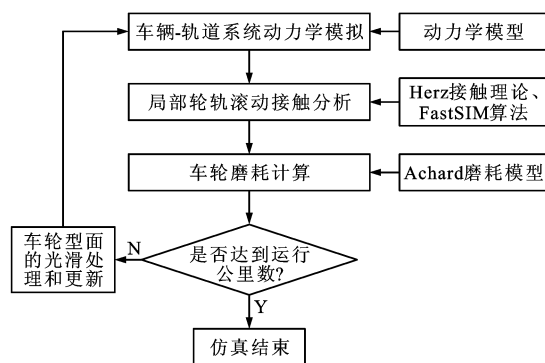 车辆-轨道系统动力学模拟
动力学模型
局部轮轨滚动接触分析
Herz接触理论、
FastSIM算法
车轮磨耗计算
Achard磨耗模型
车轮型面
的光滑处
理和更新
N
是否达到运行
公里数?
Y
仿真结束